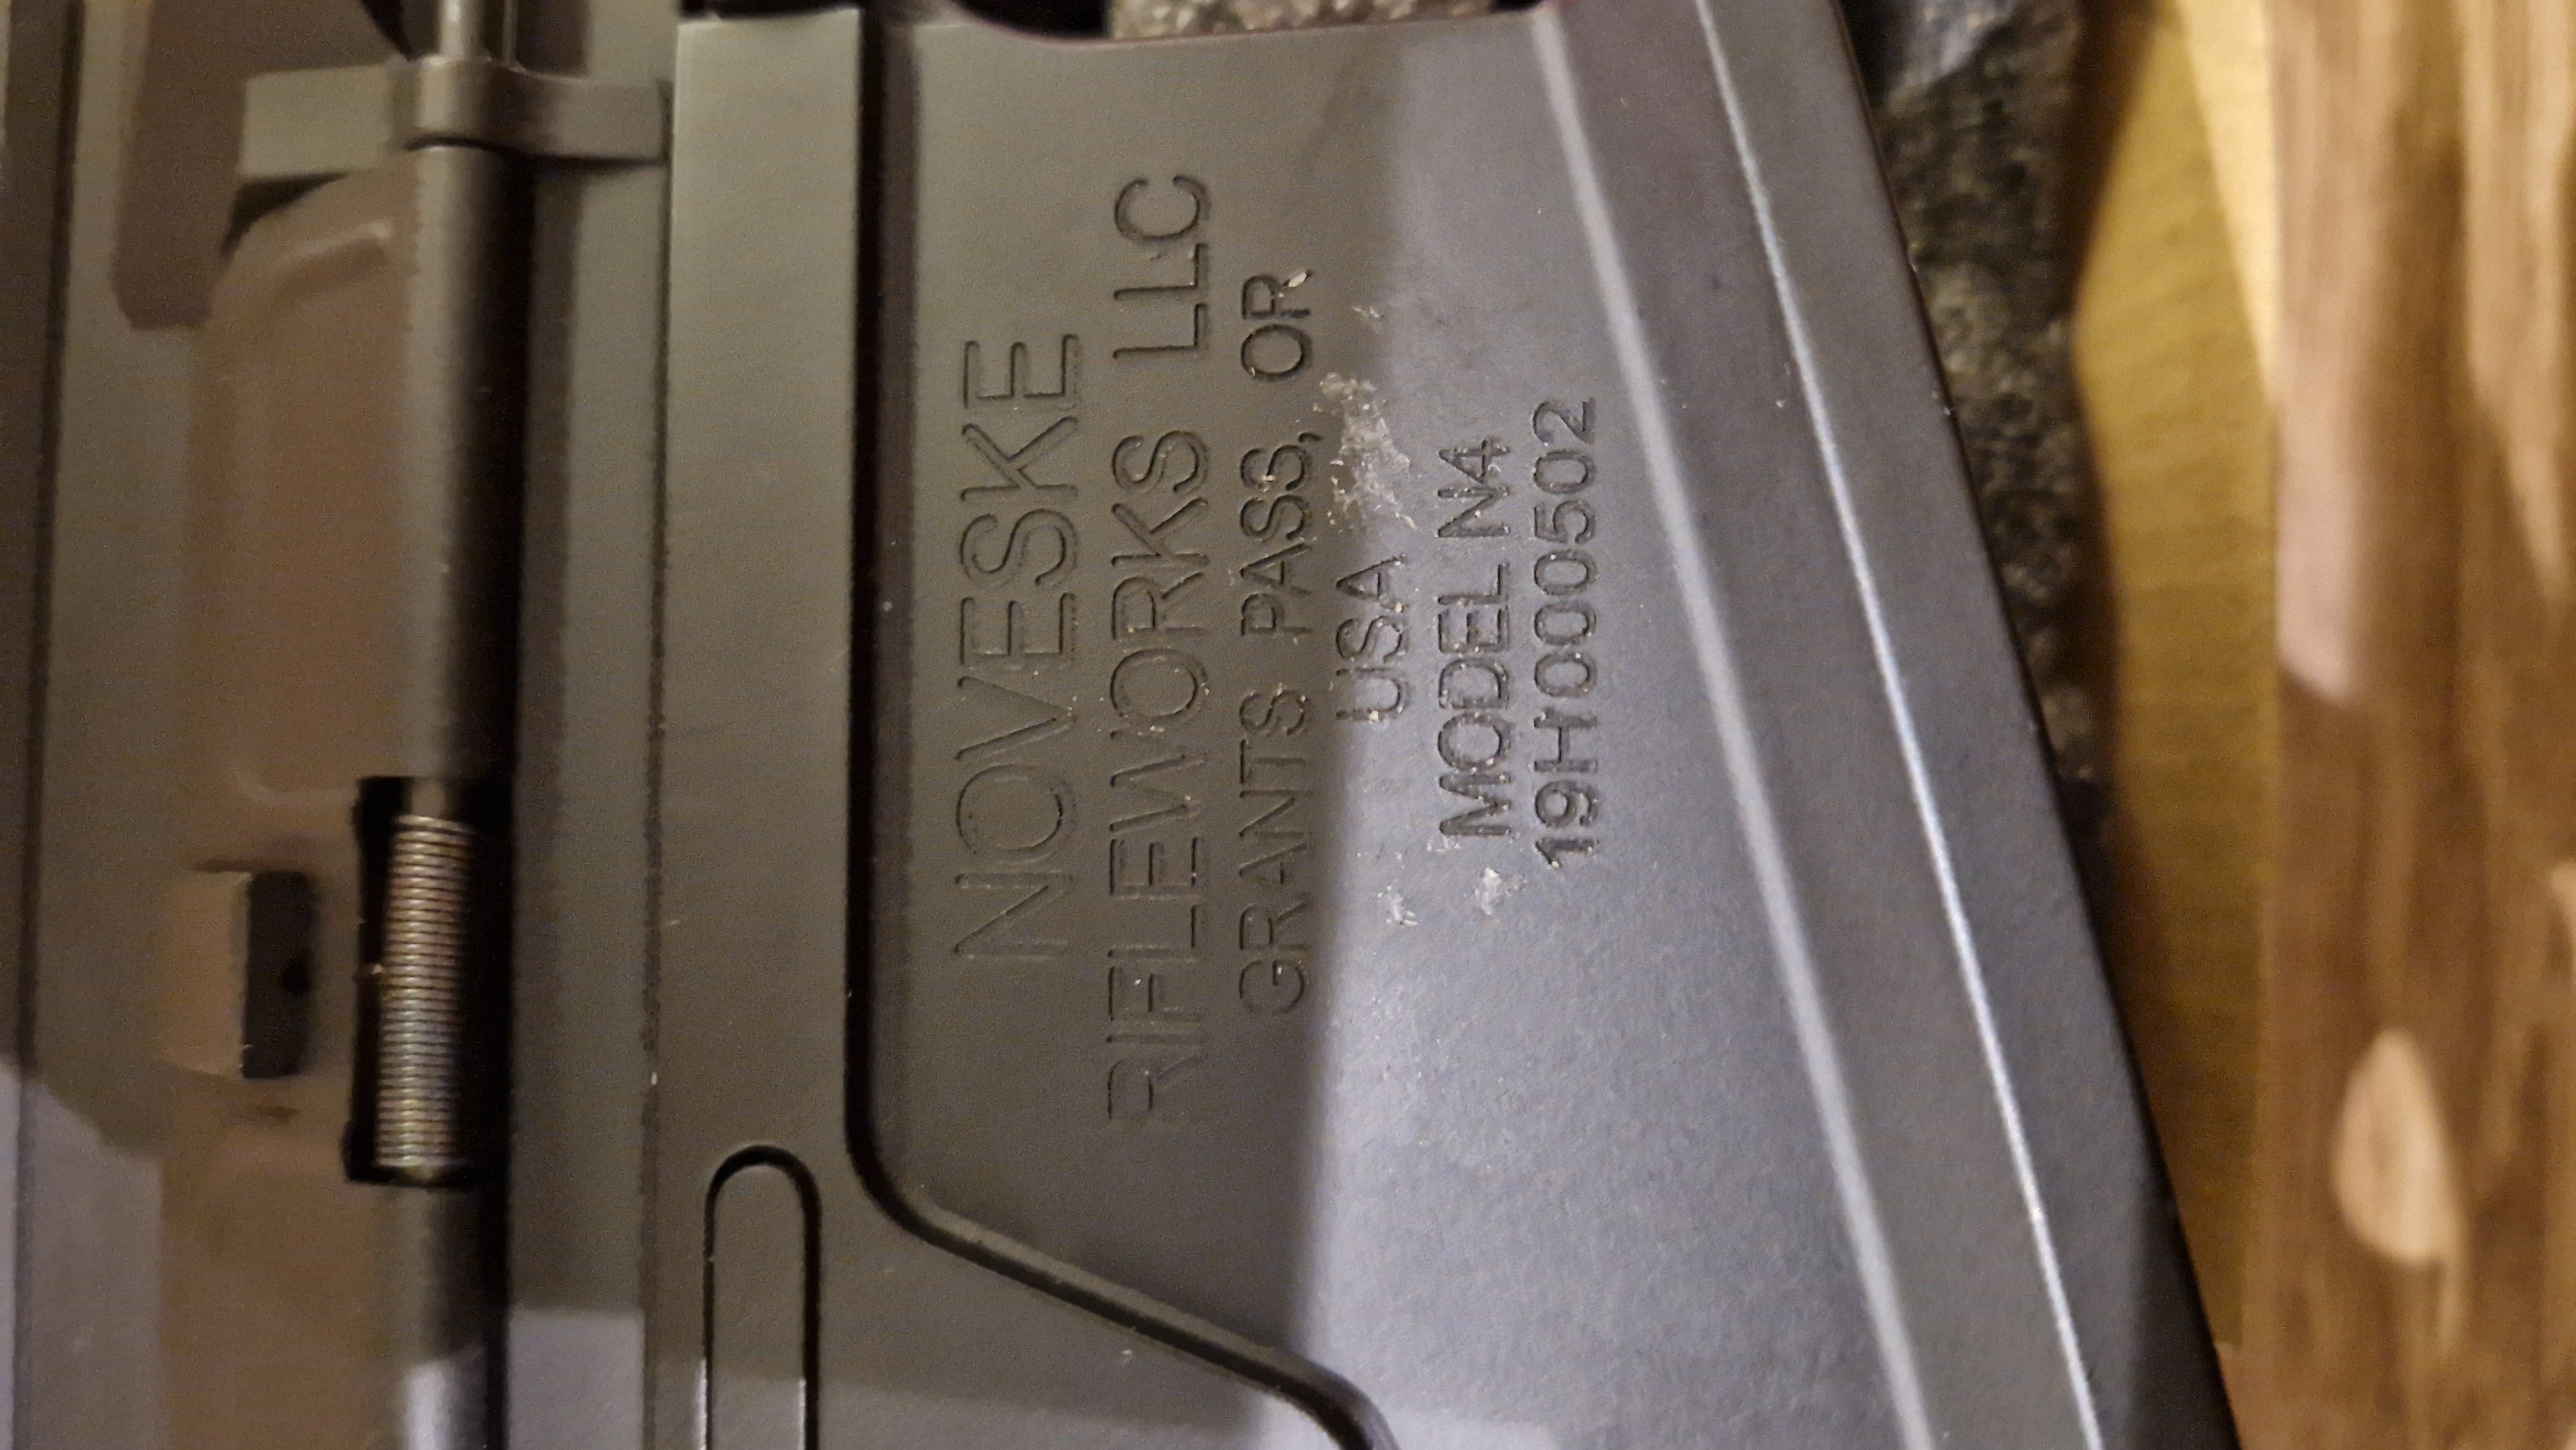 NOVESKE
RIFLEWORKS LLC
GRANTS PASS, OR
USA
MODEL N4
19H000502